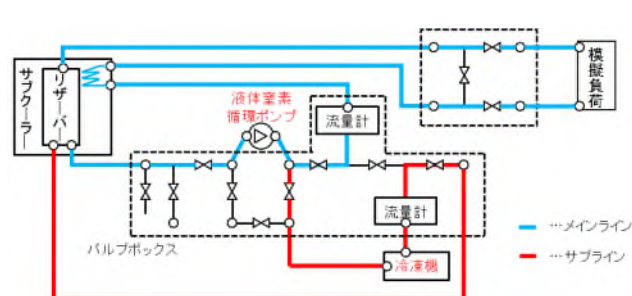 サブクーラー
リザーバー
液体窒素
循環ポンプ
流量計
模擬負荷
流量計
バルブボックス
冷凍機
…メインライン
…サブライン